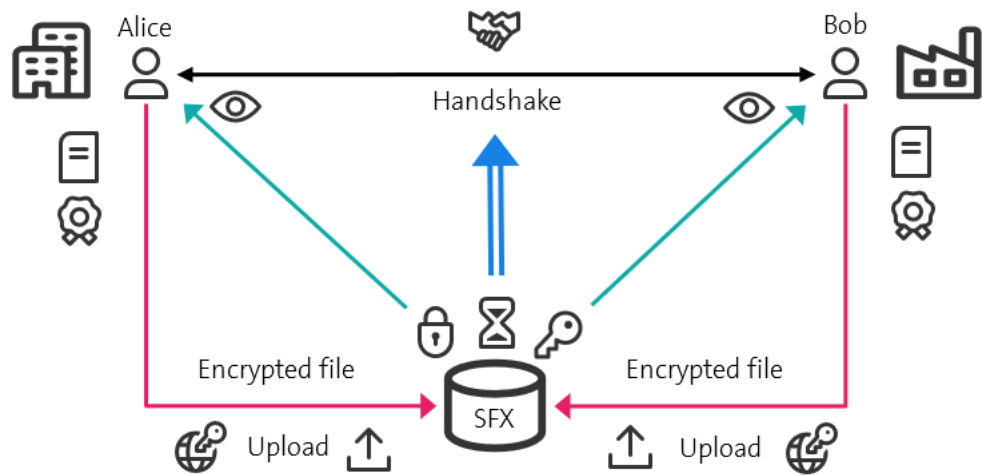 Alice
Bob
Handshake
Encrypted file
Encrypted file
SFX
Upload
Upload